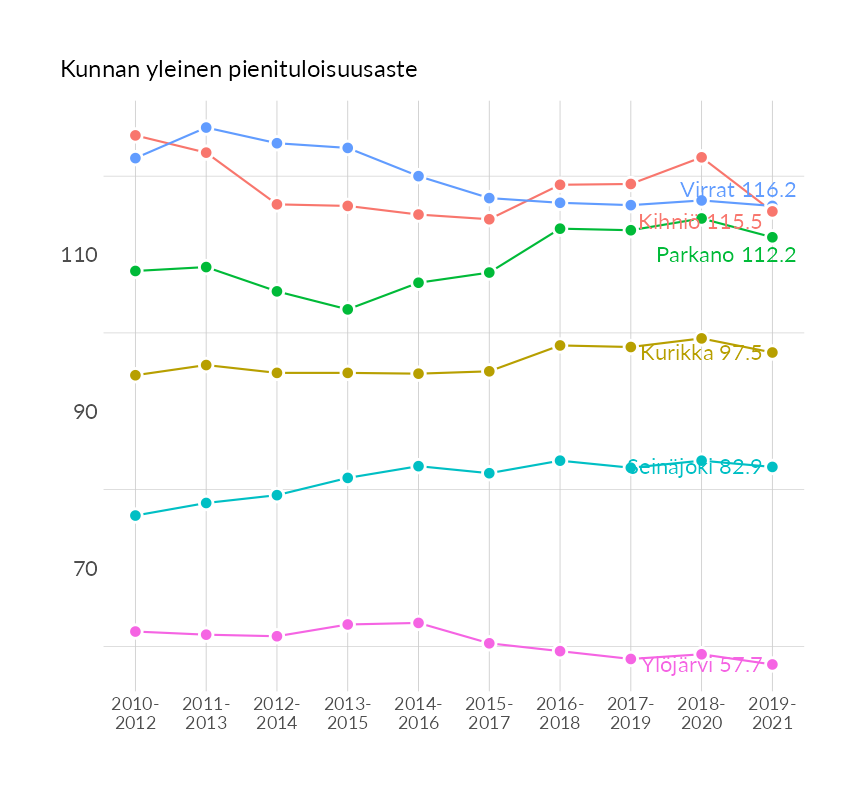 Kunnan yleinen pienituloisuusaste
Virrat 116.2
Kihniö 115.5
110
Parkano 112.2
Kurikka 97.5
90
Seinäjoki 82.9
70
Ylöjärvi 57.7
2010- 2011- 2012- 2013- 2014- 2015- 2016- 2017- 2018- 2019-
2012 2013 2014 2015 2016 2017 2018 2019 2020 2021